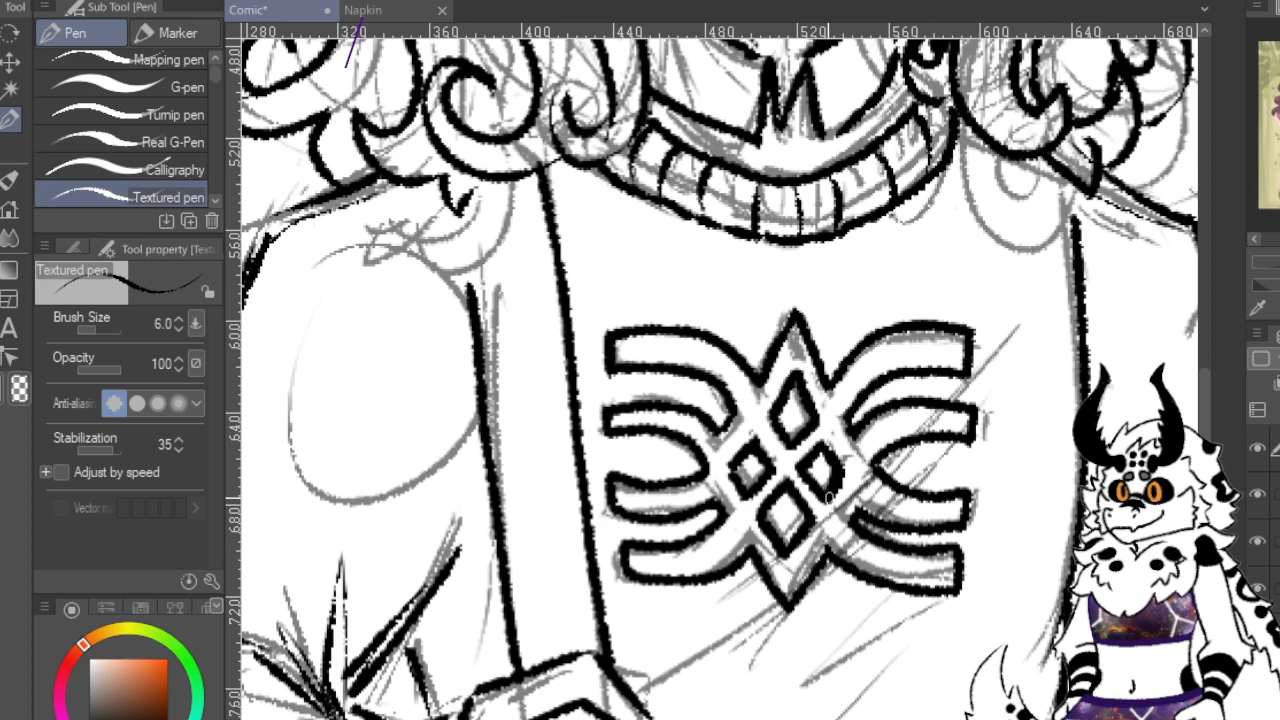 Tool
Sub Tool [Pen]
Comic*
Napkin
Pen
Marker
280 320 360 400 440 480 520 560 600 640 680
Mapping pen
G-pen
Turnip pen
Real G-Pen
Calligraphy
Textured pen
Tool property [Textu
Textured pen
Brush Size 6.0
Opacity 100
Anti-aliasin
Stabilization 35
Adjust by speed
Vector m
480
520
560
600
640
680
720
760